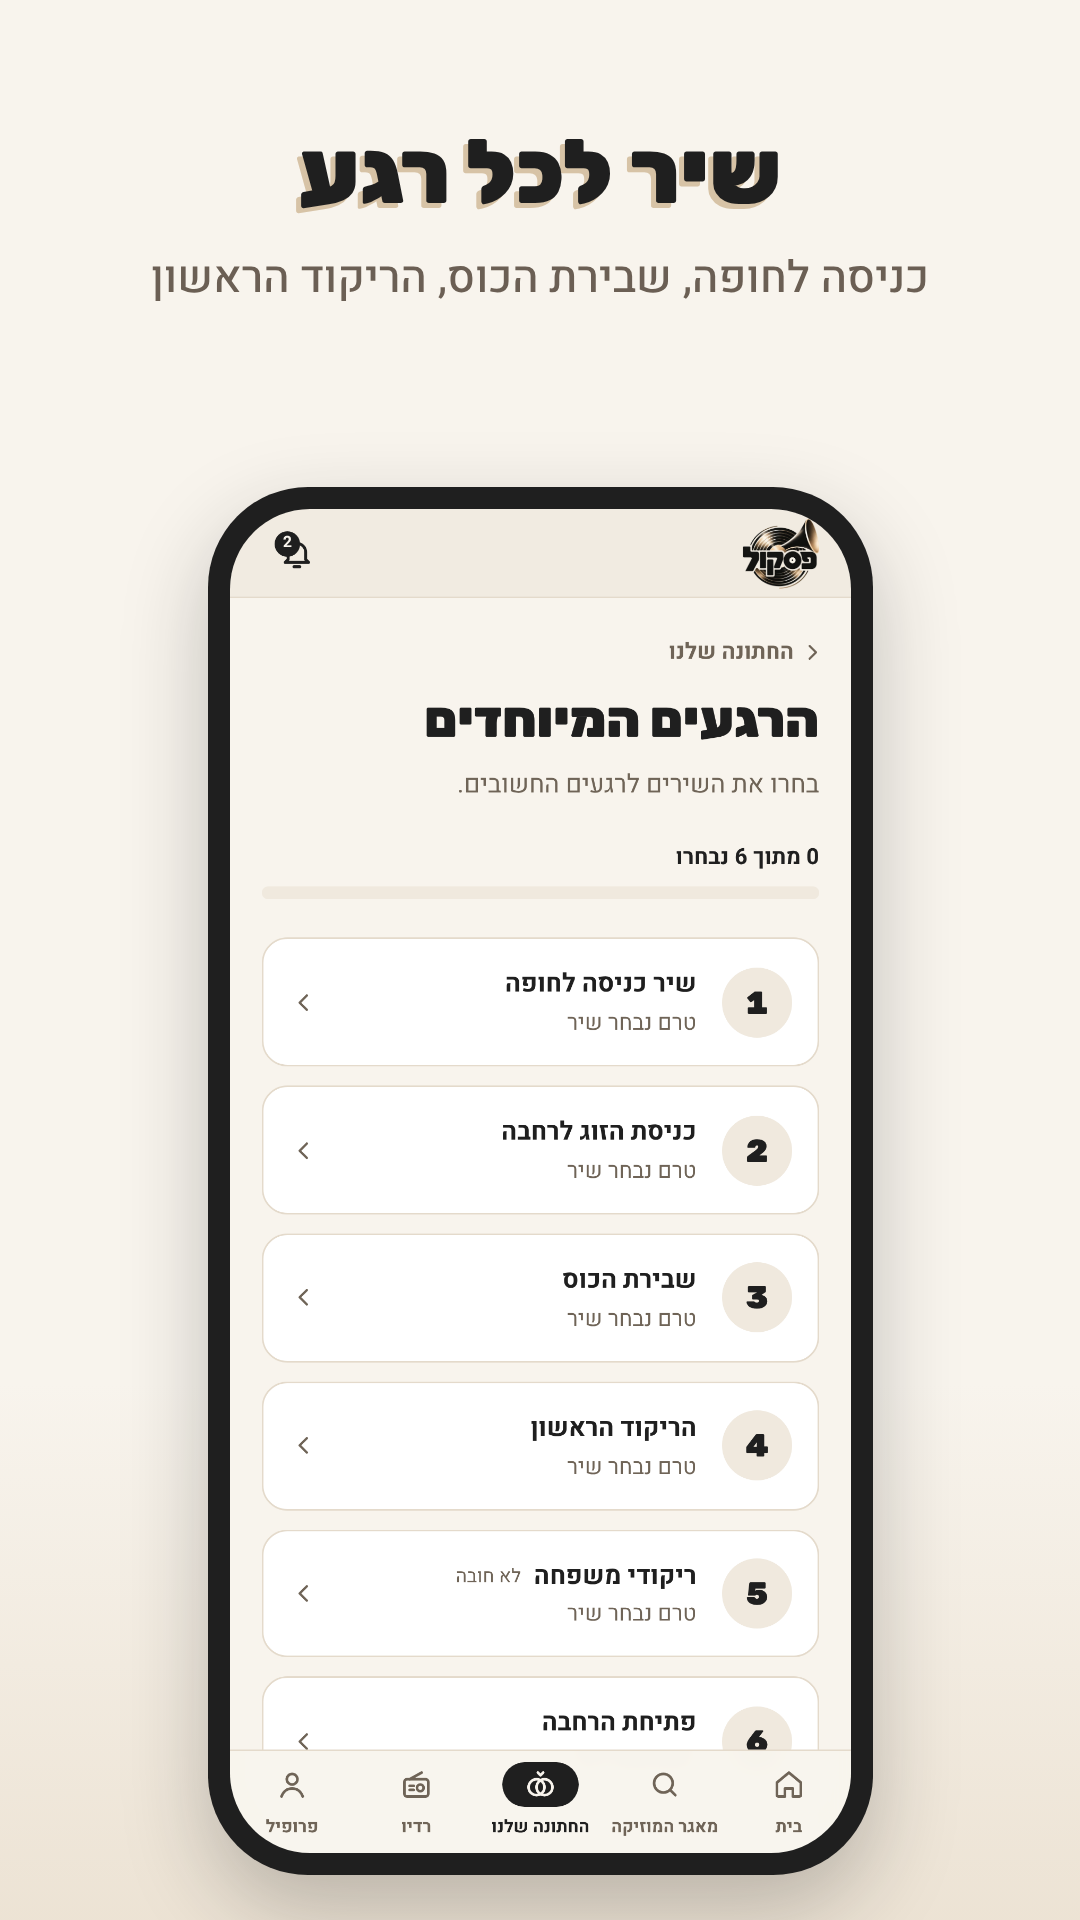 שיר לכל רגע
כניסה לחופה, שבירת הכוס, הריקוד הראשון
פסקול
2
החתונה שלנו
הרגעים המיוחדים
בחרו את השירים לרגעים החשובים.
0 מתוך 6 נבחרו
1
שיר כניסה לחופה
טרם נבחר שיר
2
כניסת הזוג לרחבה
טרם נבחר שיר
3
שבירת הכוס
טרם נבחר שיר
4
הריקוד הראשון
טרם נבחר שיר
5
ריקודי משפחה לא חובה
טרם נבחר שיר
6
פתיחת הרחבה
בית
מאגר המוזיקה
החתונה שלנו
רדיו
פרופיל